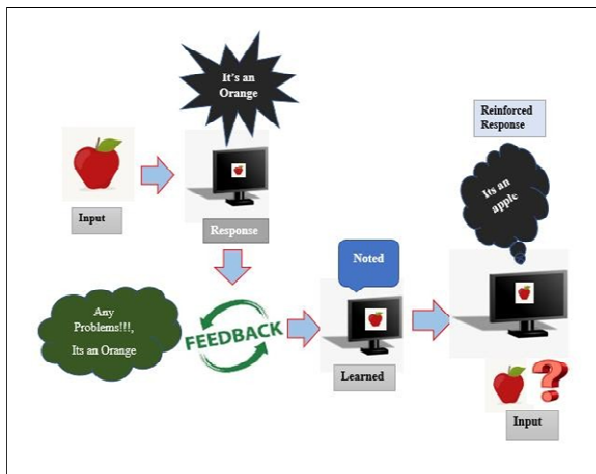 It's an
Orange
Reinforced
Response
Its an
apple
Input
Response
Noted
Any
Problems!!!,
Its an Orange
FEEDBACK
Learned
?
Input